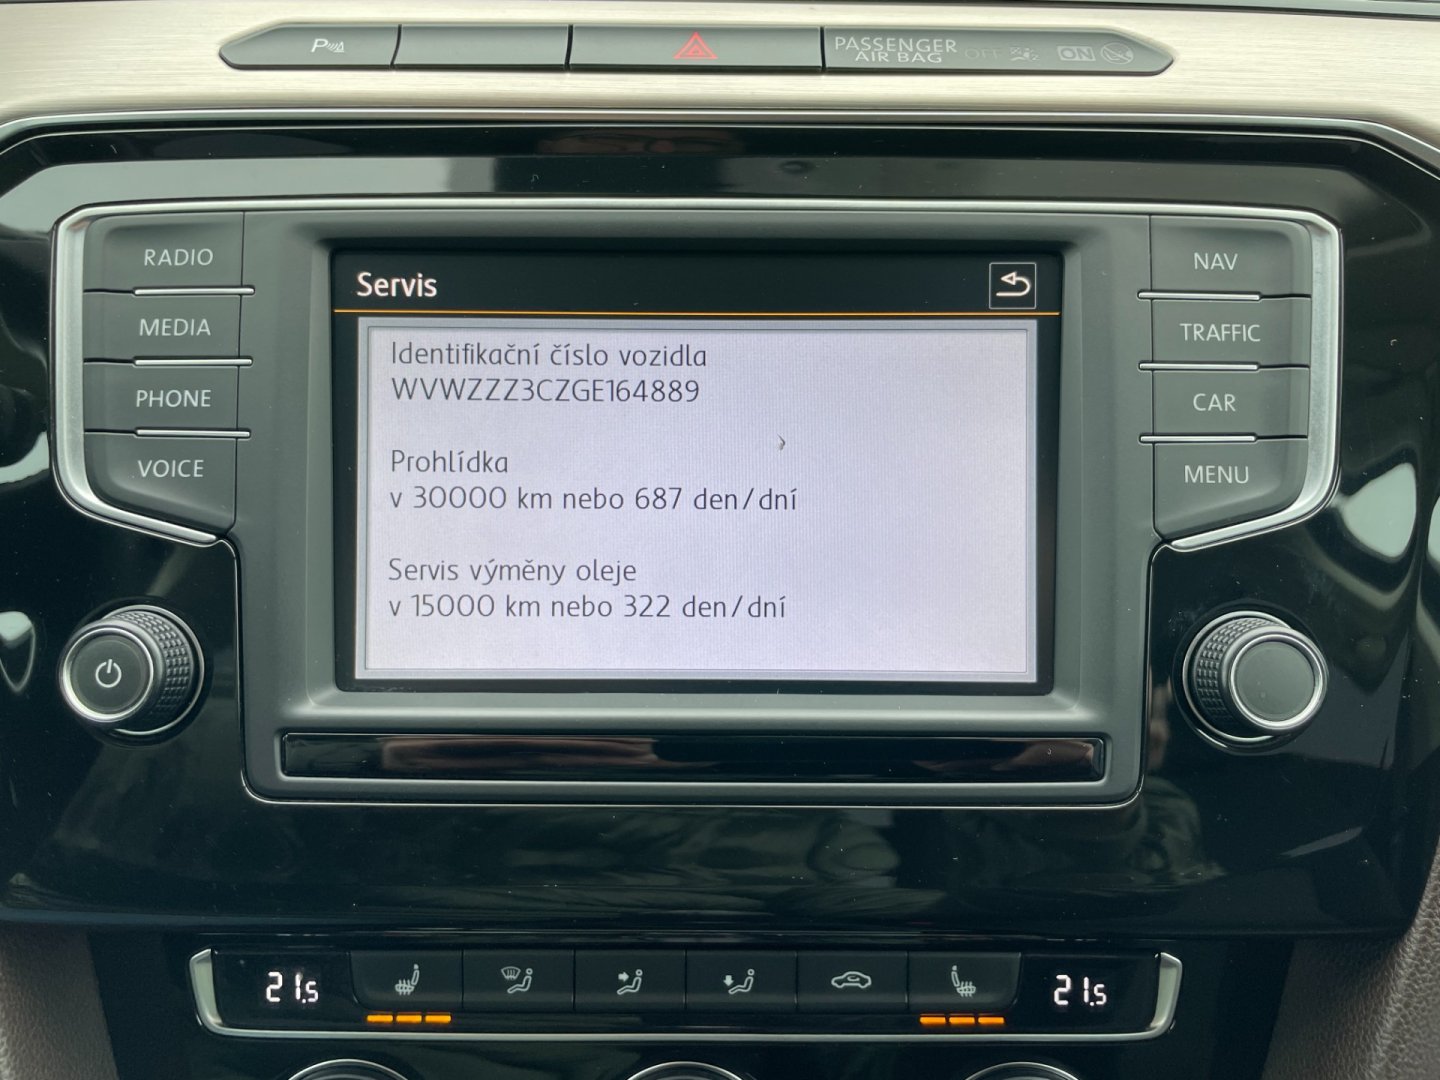 P
PASSENGER
AIR BAG
OFF
ON
RADIO
MEDIA
PHONE
VOICE
NAV
TRAFFIC
CAR
MENU
Servis
Identifikační číslo vozidla
WVWZZZ3CZGE164889
Prohlídka
v 30000 km nebo 687 den/dní
Servis výměny oleje
v 15000 km nebo 322 den/dní
21.5
21.5